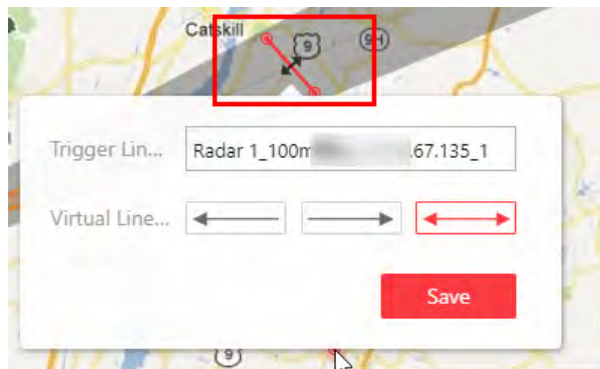 Catskill
9
9H
Trigger Lin...
Radar 1_100m .67.135_1
Virtual Line...
Save
9